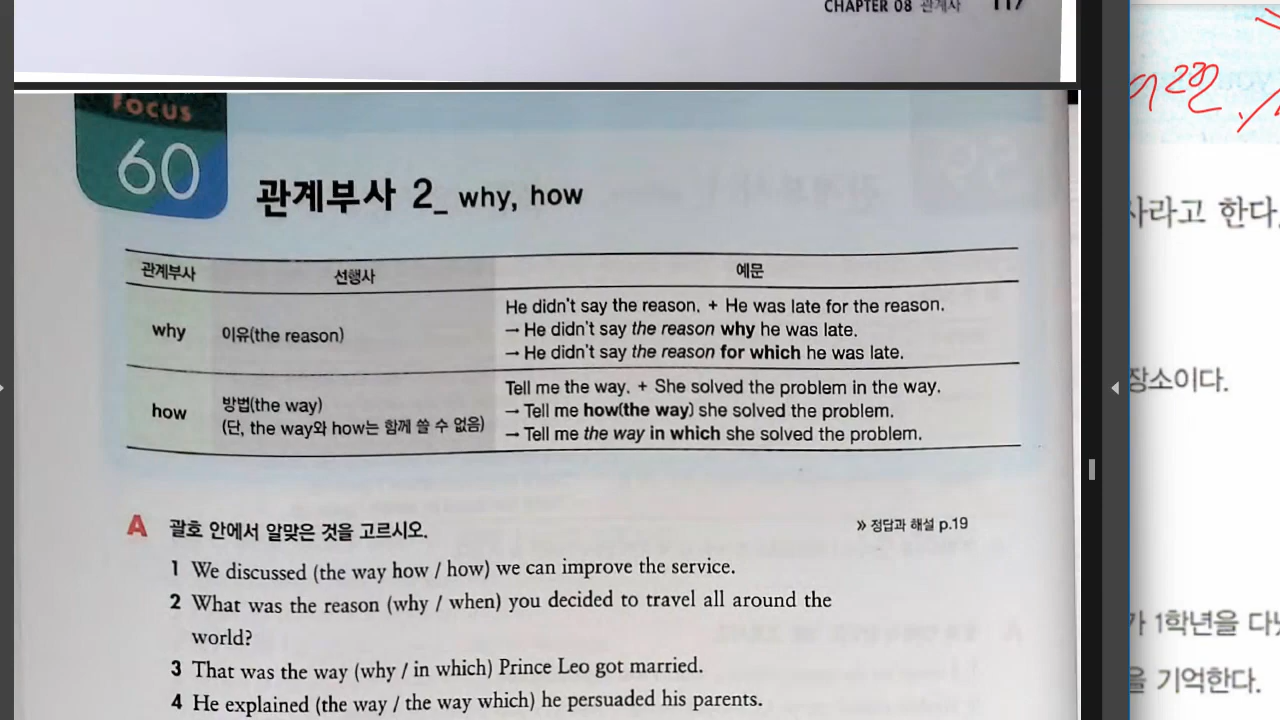 CHAPTER 08 관계사 117
FOCUS
60
관계부사 2_ why, how
관계부사 선행사 예문
why 이유(the reason)
He didn't say the reason. + He was late for the reason.
→ He didn't say the reason why he was late.
→ He didn't say the reason for which he was late.
how 방법(the way)
(단, the way와 how는 함께 쓸 수 없음)
Tell me the way. + She solved the problem in the way.
→ Tell me how(the way) she solved the problem.
→ Tell me the way in which she solved the problem.
A 괄호 안에서 알맞은 것을 고르시오.
» 정답과 해설 p.19
1 We discussed (the way how / how) we can improve the service.
2 What was the reason (why / when) you decided to travel all around the
world?
3 That was the way (why / in which) Prince Leo got married.
4 He explained (the way / the way which) he persuaded his parents.
사라고 한다.
장소이다.
가 1학년을 다녔
을 기억한다.